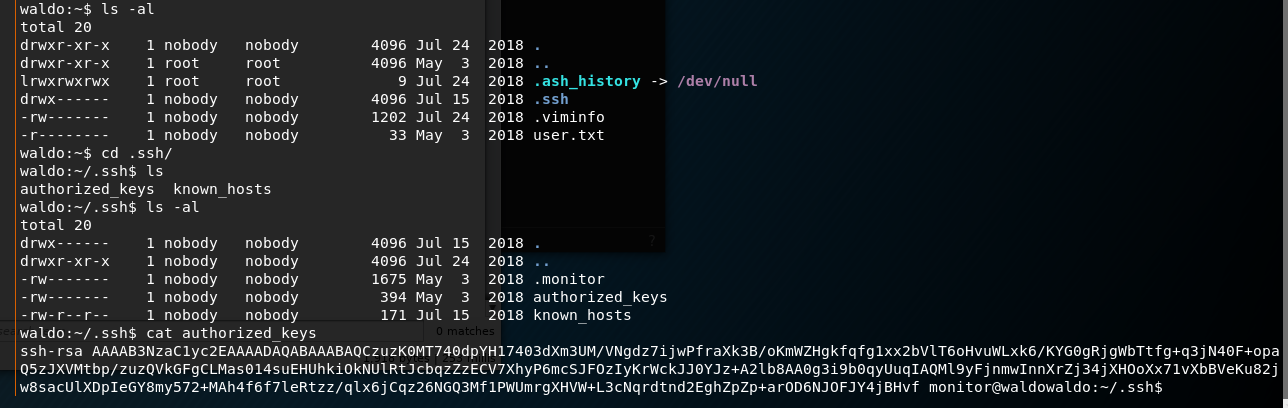 waldo:~$ ls -al
total 20
drwxr-xr-x    1 nobody   nobody        4096 Jul 24  2018 .
drwxr-xr-x    1 root     root          4096 May  3  2018 ..
lrwxrwxrwx    1 root     root             9 Jul 24  2018 .ash_history -> /dev/null
drwx------    1 nobody   nobody        4096 Jul 15  2018 .ssh
-rw-------    1 nobody   nobody        1202 Jul 24  2018 .viminfo
-r--------    1 nobody   nobody          33 May  3  2018 user.txt
waldo:~$ cd .ssh/
waldo:~/.ssh$ ls
authorized_keys  known_hosts
waldo:~/.ssh$ ls -al
total 20
drwx------    1 nobody   nobody        4096 Jul 15  2018 .
drwxr-xr-x    1 nobody   nobody        4096 Jul 24  2018 ..
-rw-------    1 nobody   nobody        1675 May  3  2018 .monitor
-rw-------    1 nobody   nobody         394 May  3  2018 authorized_keys
-rw-r--r--    1 nobody   nobody         171 Jul 15  2018 known_hosts
waldo:~/.ssh$ cat authorized_keys
0 matches
ssh-rsa AAAAB3NzaC1yc2EAAAADAQABAAABAQCzuzK0MT740dpYH17403dXm3UM/VNgdz7ijwPfraXk3B/oKmWZHgkfqfg1xx2bVlT6oHvuWLxk6/KYG0gRjgWbTtfg+q3jN40F+opa
Q5zJXVMtbp/zuzQVkGFgCLMas014suEHUhkiOkNUlRtJcbqzZzECV7XhyP6mcSJFOzIyKrWckJJ0YJz+A2lb8AA0g3i9b0qyUuqIAQMl9yFjnmwInnXrZj34jXHOoXx71vXbBVeKu82j
w8sacUlXDpIeGY8my572+MAh4f6f7leRtzz/qlx6jCqz26NGQ3Mf1PWUmrgXHVW+L3cNqrdtnd2EghZpZp+arOD6NJOFJY4jBHvf monitor@waldowaldo:~/.ssh$